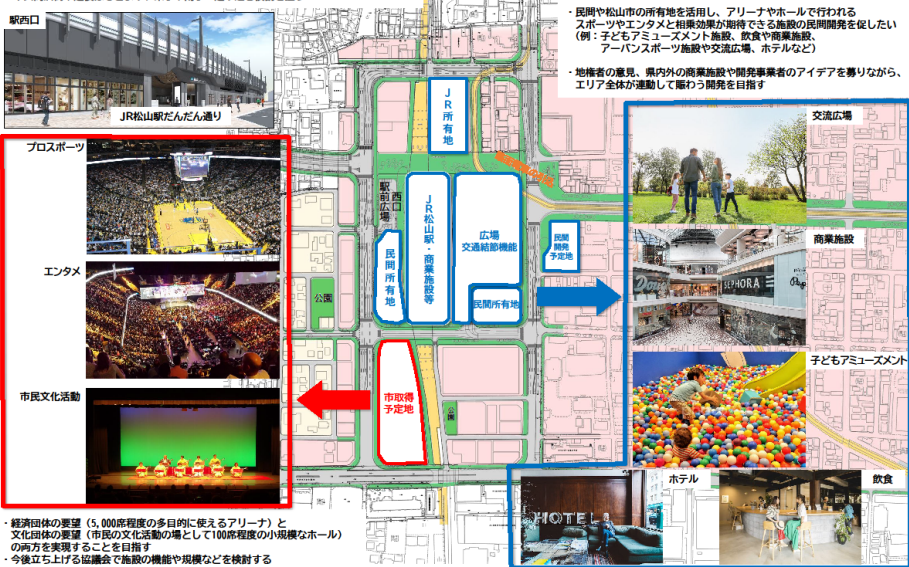 駅西口
JR松山駅だんだん通り
・民間や松山市の所有地を活用し、アリーナやホールで行われる
スポーツやエンタメと相乗効果が期待できる施設の民間開発を促したい
(例：子どもアミューズメント施設、飲食や商業施設、
アーバンスポーツ施設や交流広場、ホテルなど)
・地権者の意見、県内外の商業施設や開発事業者のアイデアを募りながら、
エリア全体が連動して賑わう開発を目指す
プロスポーツ
エンタメ
市民文化活動
JR所有地
西口
駅前広場
JR松山駅・商業施設等
広場
交通結節機能
民間
開発
予定地
民間所有地
民間所有地
公園
市取得
予定地
公園
交流広場
商業施設
SEPHORA
子どもアミューズメント
ホテル
HOTEL
飲食
・経済団体の要望（5,000席程度の多目的に使えるアリーナ）と
文化団体の要望（市民の文化活動の場として100席程度の小規模なホール）
の両方を実現することを目指す
・今後立ち上げる協議会で施設の機能や規模などを検討する